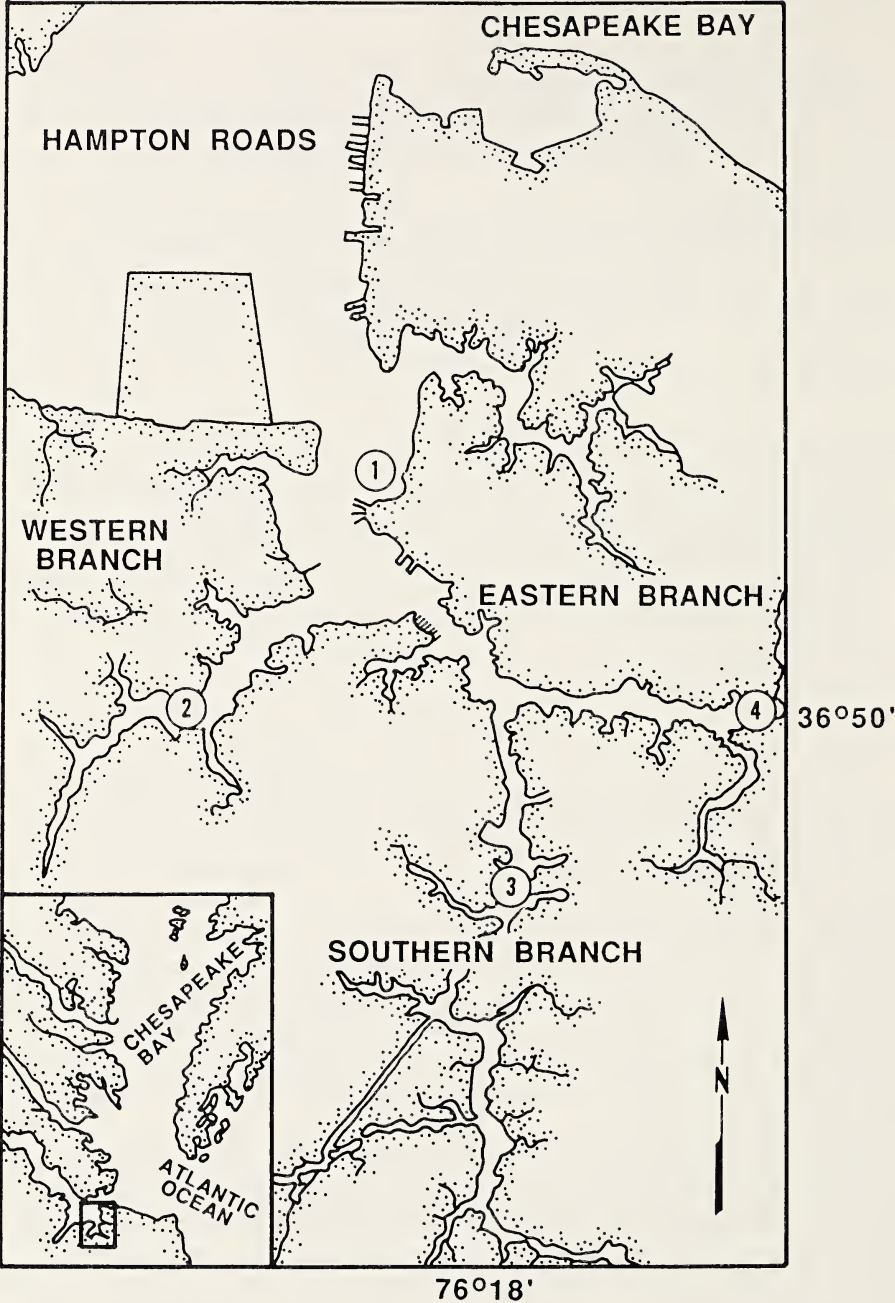 CHESAPEAKE BAY
HAMPTON ROADS
1
WESTERN
BRANCH
EASTERN BRANCH
2
4
36°50'
3
SOUTHERN BRANCH
CHESAPEAKE
BAY
N
ATLANTIC
OCEAN
76°18'